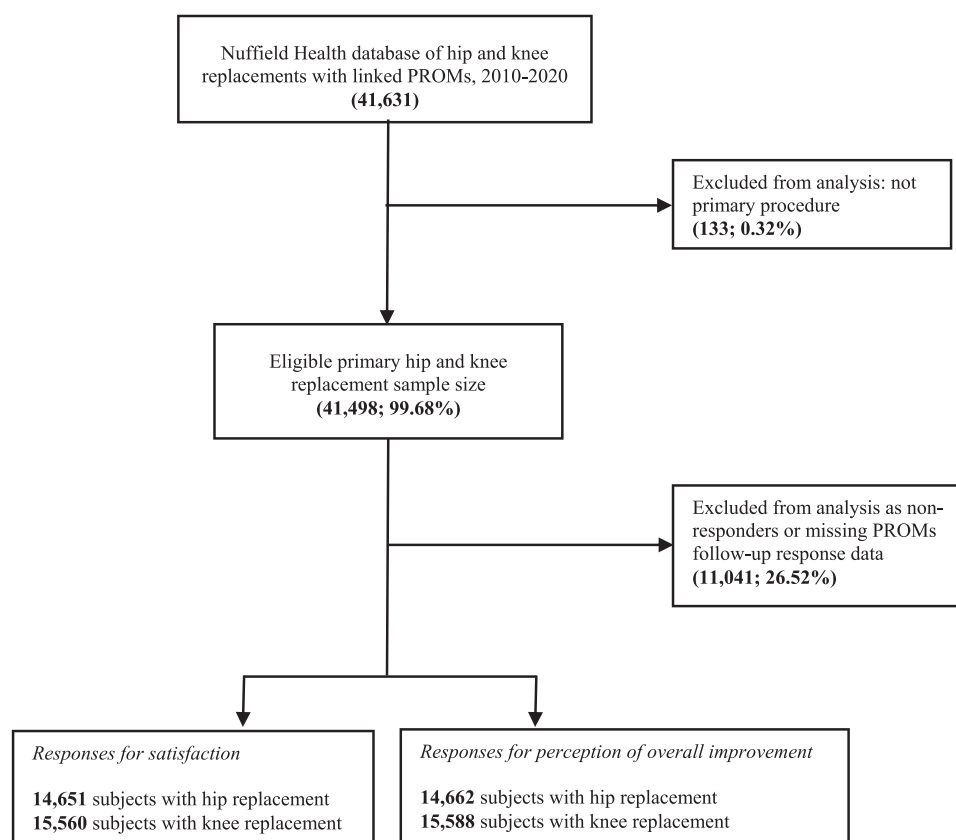 Nuffield Health database of hip and knee
replacements with linked PROMs, 2010-2020
(41,631)
Excluded from analysis: not
primary procedure
(133; 0.32%)
Eligible primary hip and knee
replacement sample size
(41,498; 99.68%)
Excluded from analysis as non-
responders or missing PROMs
follow-up response data
(11,041; 26.52%)
Responses for satisfaction
14,651 subjects with hip replacement
15,560 subjects with knee replacement
Responses for perception of overall improvement
14,662 subjects with hip replacement
15,588 subjects with knee replacement